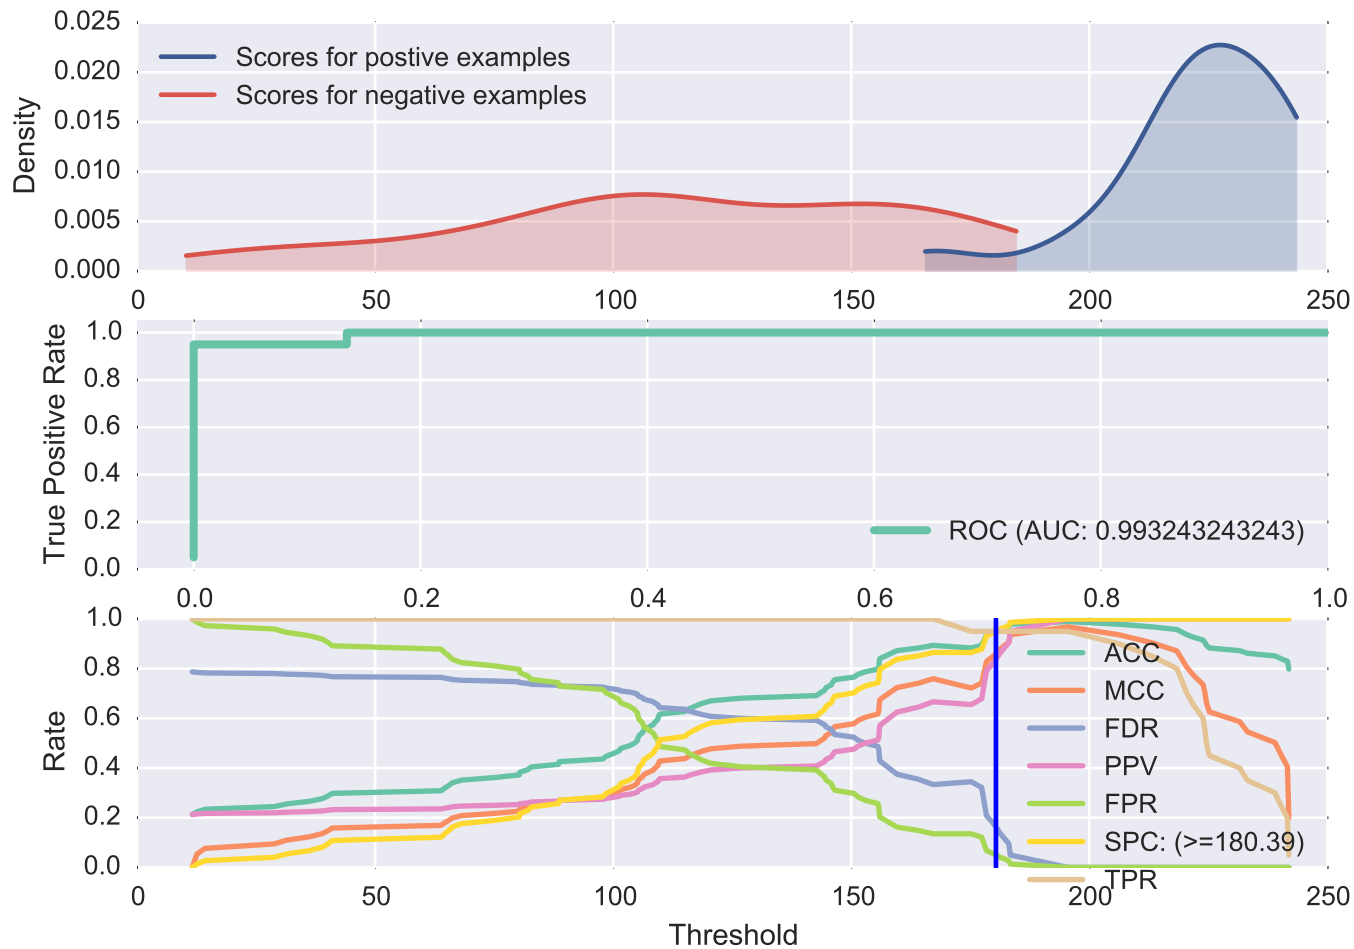 0.025
0.020
0.015
0.010
0.005
0.000
Density
Scores for postive examples
Scores for negative examples
0 50 100 150 200 250
1.0
0.8
0.6
0.4
0.2
0.0
True Positive Rate
ROC (AUC: 0.993243243243)
0.0 0.2 0.4 0.6 0.8 1.0
1.0
0.8
0.6
0.4
0.2
0.0
Rate
ACC
MCC
FDR
PPV
FPR
SPC: (>=180.39)
TPR
0 50 100 150 200 250
Threshold